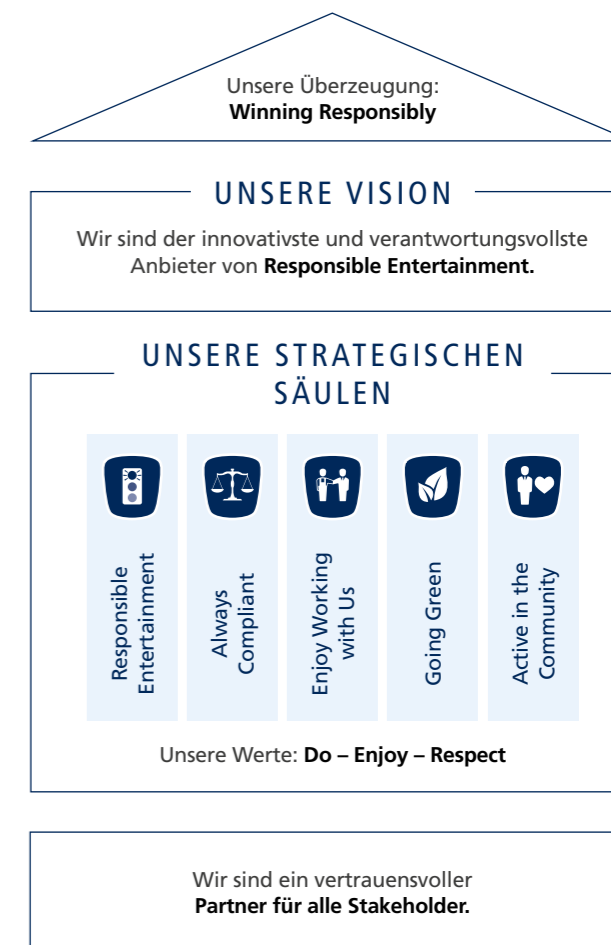 Unsere Überzeugung:
Winning Responsibly
UNSERE VISION
Wir sind der innovativste und verantwortungsvollste
Anbieter von Responsible Entertainment.
UNSERE STRATEGISCHEN
SÄULEN
Responsible
Entertainment
Always
Compliant
Enjoy Working
with Us
Going Green
Active in the
Community
Unsere Werte: Do – Enjoy – Respect
Wir sind ein vertrauensvoller
Partner für alle Stakeholder.